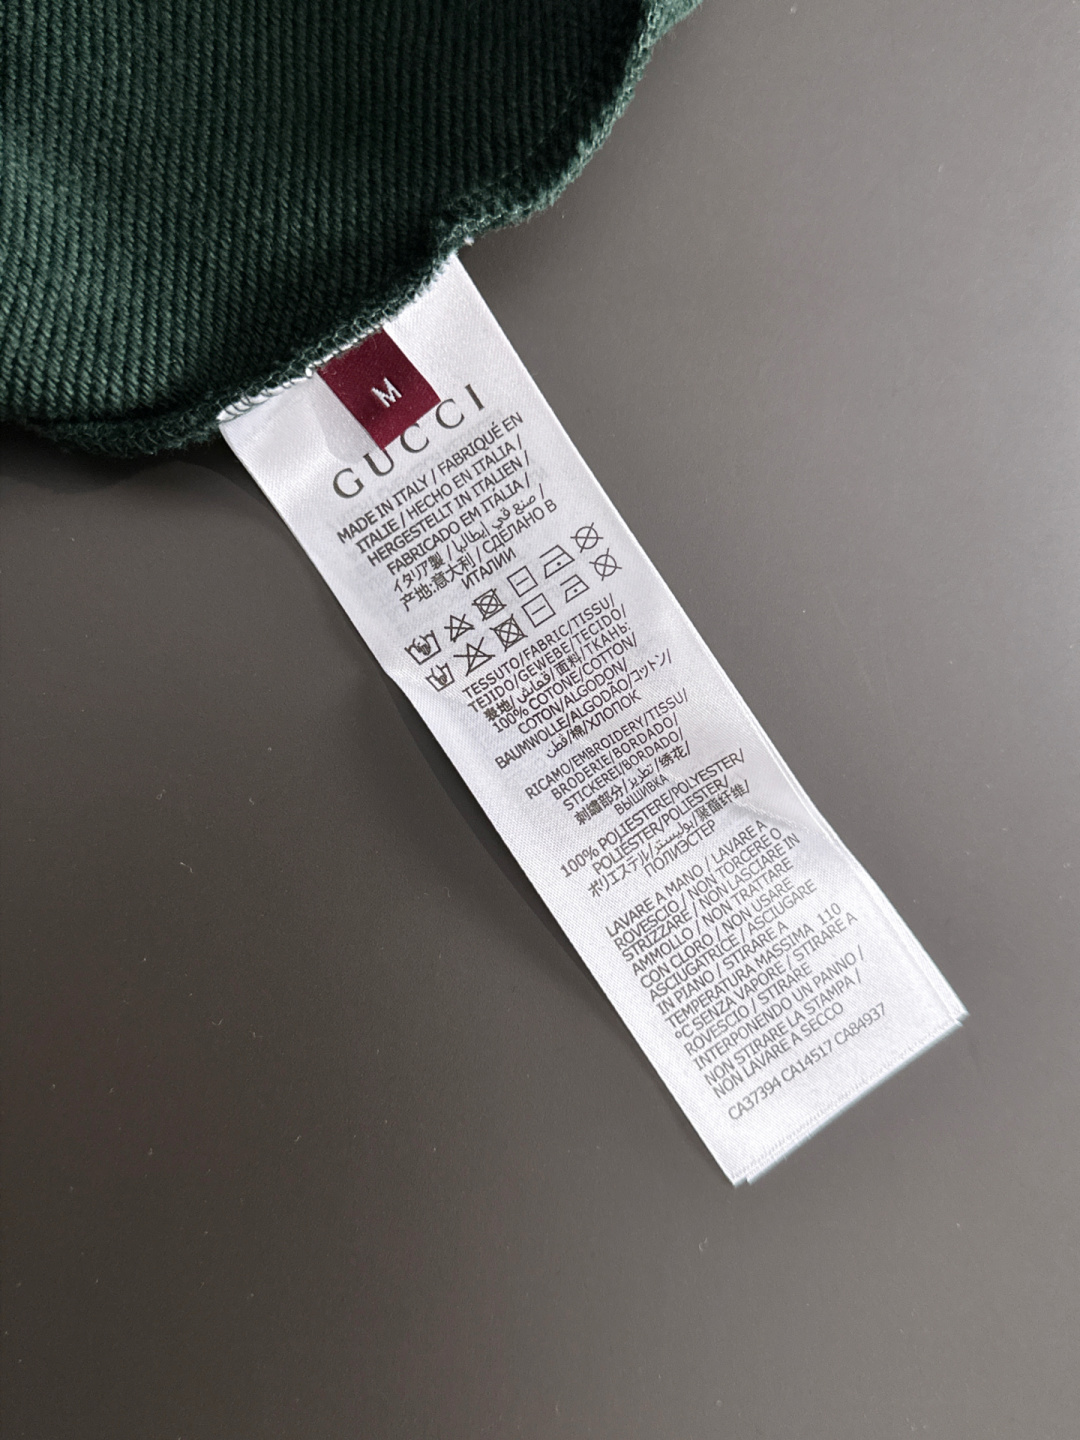 M
GUCCI
MADE IN ITALY / FABRIQUÉ EN
ITALIE / HECHO EN ITALIA /
HERGESTELLT IN ITALIEN /
FABRICADO EM ITÁLIA /
イタリア製 / صنع في إيطاليا /
产地:意大利 / СДЕЛАНО В
ИТАЛИИ
TESSUTO/FABRIC/TISSU/
TEJIDO/GEWEBE/TECIDO/
表地/قماش/面料/ТКАНЬ:
100% COTONE/COTTON/
COTON/ALGODON/
BAUMWOLLE/ALGODÃO/コットン/
قطن/棉/ХЛОПОК
RICAMO/EMBROIDERY/TISSU/
BRODERIE/BORDADO/
STICKEREI/BORDADO/
刺繍部分/تطريز/绣花/
ВЫШИВКА
100% POLIESTERE/POLYESTER/
POLIESTER/POLIESTER/
ポリエステル/بوليستر/聚酯纤维/
ПОЛИЭСТЕР
LAVARE A MANO / LAVARE A
ROVESCIO / NON TORCERE O
STRIZZARE / NON LASCIARE IN
AMMOLLO / NON TRATTARE
CON CLORO / NON USARE
ASCIUGATRICE / ASCIUGARE
IN PIANO / STIRARE A
TEMPERATURA MASSIMA 110
°C SENZA VAPORE / STIRARE A
ROVESCIO / STIRARE
INTERPONENDO UN PANNO /
NON STIRARE LA STAMPA /
NON LAVARE A SECCO
CA37394 CA14517 CA84937